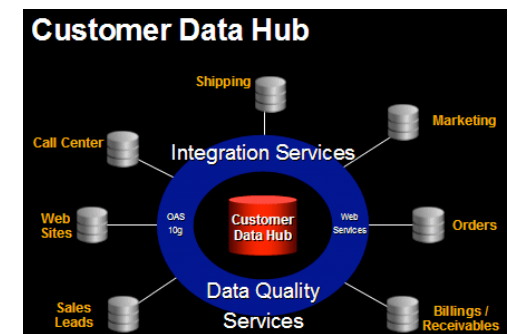 Customer Data Hub
Shipping
Marketing
Call Center
Integration Services
Web
Sites
OAS
10g
Customer
Data Hub
Web
Services
Orders
Data Quality
Services
Sales
Leads
Billings /
Receivables